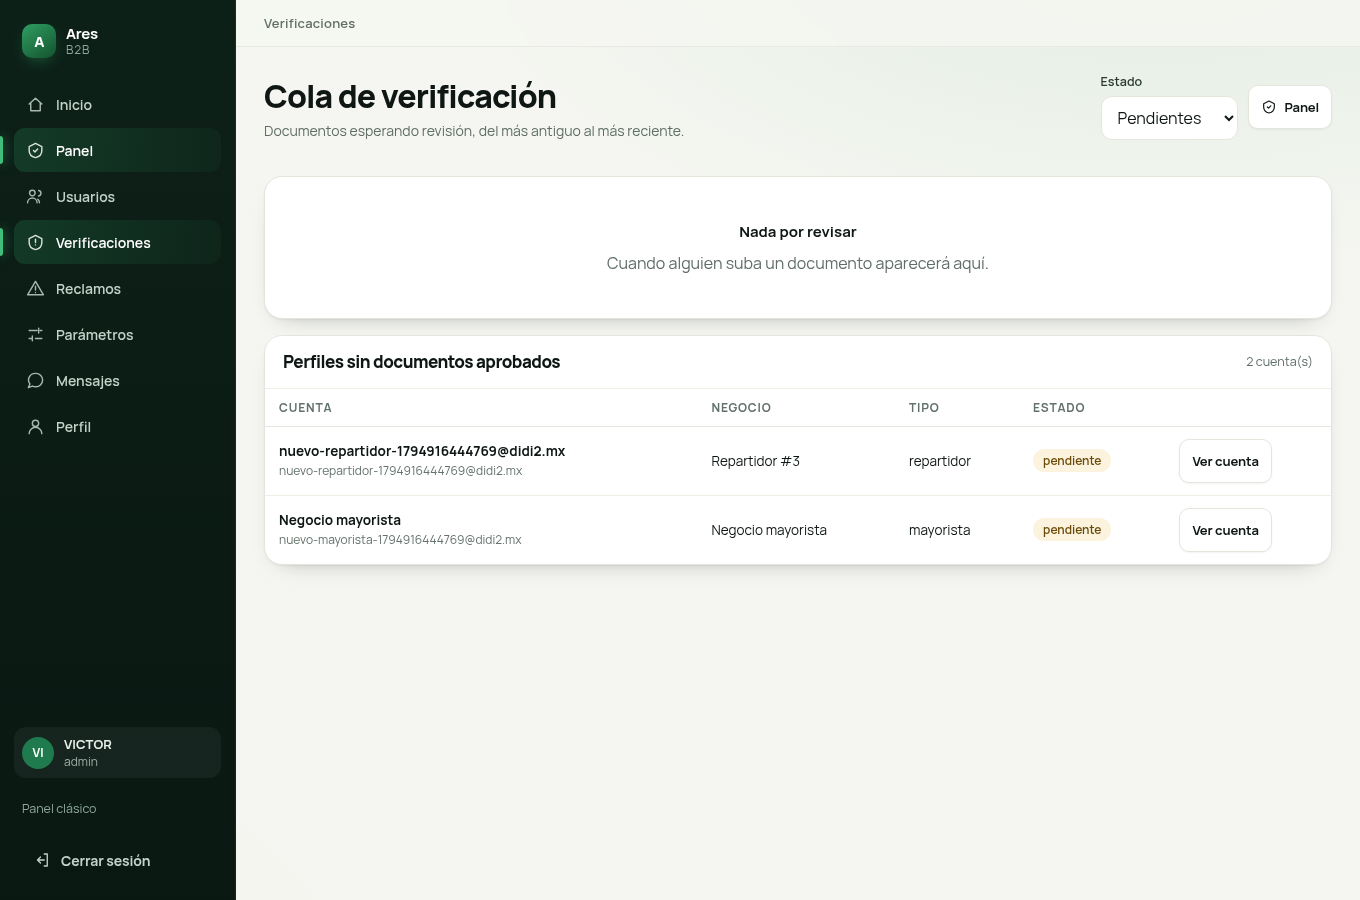 A
Ares
B2B
Inicio
Panel
Usuarios
Verificaciones
Reclamos
Parámetros
Mensajes
Perfil
VI
VICTOR
admin
Panel clásico
Cerrar sesión
Verificaciones
Cola de verificación
Documentos esperando revisión, del más antiguo al más reciente.
Estado
Pendientes
Panel
Nada por revisar
Cuando alguien suba un documento aparecerá aquí.
Perfiles sin documentos aprobados
2 cuenta(s)
CUENTA NEGOCIO TIPO ESTADO
nuevo-repartidor-1794916444769@didi2.mx
nuevo-repartidor-1794916444769@didi2.mx
Repartidor #3 repartidor pendiente Ver cuenta
Negocio mayorista
nuevo-mayorista-1794916444769@didi2.mx
Negocio mayorista mayorista pendiente Ver cuenta